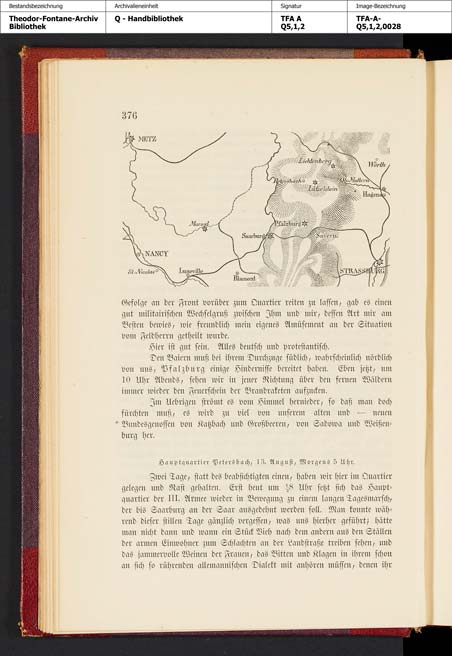 Bestandsbezeichnung
Theodor-Fontane-Archiv
Bibliothek
Archivalieneinheit
Q - Handbibliothek
Signatur
TFA A
Q5,1,2
Image-Bezeichnung
TFA-A-
Q5,1,2,0028
376
METZ
Lichtenberg
Wörth
Lützelstein
Hagenau
Marsal
Pfalzburg
Saarburg
Savern
NANCY
St. Nicolas
Luneville
Blamont
STRASSBURG
Gefolge an der Front vorüber zum Quartier reiten zu lassen, gab es einen
gut militairischen Wechselgruß zwischen Ihm und mir, dessen Art mir am
Besten bewies, wie freundlich mein eigenes Amüsement an der Situation
vom Feldherrn getheilt wurde.
Hier ist gut sein. Alles deutsch und protestantisch.
Den Baiern muß bei ihrem Durchzuge südlich, wahrscheinlich nördlich
von uns, Pfalzburg einige Hindernisse bereitet haben. Eben jetzt, um
10 Uhr Abends, sehen wir in jener Richtung über den fernen Wäldern
immer wieder den Feuerschein der Brandraketen aufzucken.
Im Uebrigen strömt es vom Himmel hernieder, so daß man doch
fürchten muß, es wird zu viel von unserem alten und — neuen
Bundesgenossen von Katzbach und Großbeeren, von Sadowa und Weißen-
burg her.
Hauptquartier Petersbach, 15. August, Morgens 5 Uhr.
Zwei Tage, statt des beabsichtigten einen, haben wir hier im Quartier
gelegen und Rast gehalten. Erst heut um ½8 Uhr setzt sich das Haupt-
quartier der III. Armee wieder in Bewegung zu einem langen Tagesmarsch,
der bis Saarburg an der Saar ausgedehnt werden soll. Man konnte wäh-
rend dieser stillen Tage gänzlich vergessen, was uns hierher geführt, hätte
man nicht dann und wann ein Stück Vieh nach dem andern aus den Ställen
der armen Einwohner zum Schlachten an der Landstraße treiben sehen, und
das jammervolle Weinen der Frauen, das Bitten und Klagen in ihrem schon
an sich so rührenden allemannischen Dialekt mit anhören müssen, denen ihr